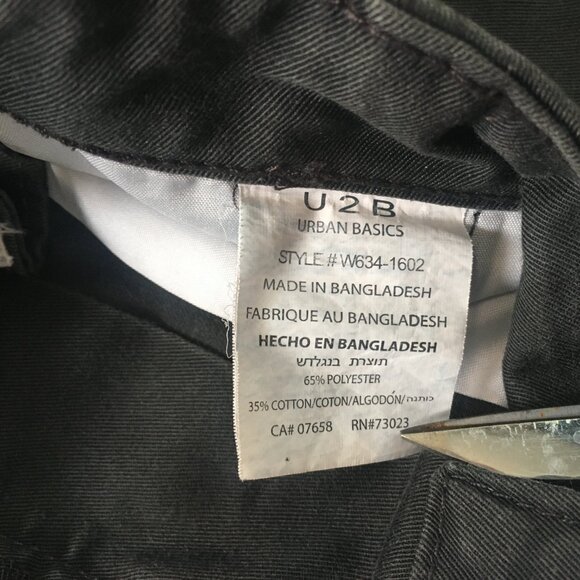 U 2 B
URBAN BASICS
STYLE # W634-1602
MADE IN BANGLADESH
FABRIQUE AU BANGLADESH
HECHO EN BANGLADESH
תוצרת בנגלדש
65% POLYESTER
35% COTTON/COTON/ALGODÓN/כותנה
CA# 07658 RN#73023